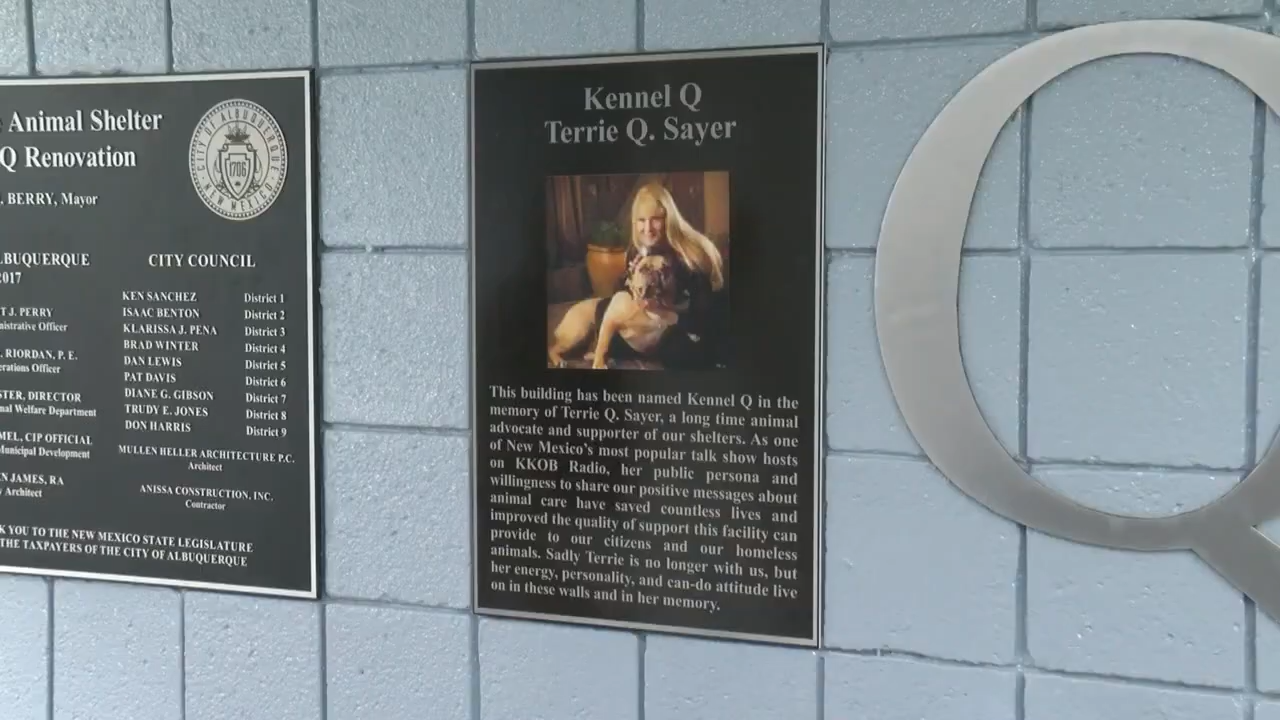 Animal Shelter
Q Renovation
. BERRY, Mayor
CITY OF ALBUQUERQUE
1706
NEW MEXICO
LBUQUERQUE
2017
T J. PERRY
nistrative Officer
. RIORDAN, P. E.
erations Officer
STER, DIRECTOR
mal Welfare Department
MEL, CIP OFFICIAL
Municipal Development
EN JAMES, RA
y Architect
CITY COUNCIL
KEN SANCHEZ District 1
ISAAC BENTON District 2
KLARISSA J. PENA District 3
BRAD WINTER District 4
DAN LEWIS District 5
PAT DAVIS District 6
DIANE G. GIBSON District 7
TRUDY E. JONES District 8
DON HARRIS District 9
MULLEN HELLER ARCHITECTURE P.C.
Architect
ANISSA CONSTRUCTION, INC.
Contractor
K YOU TO THE NEW MEXICO STATE LEGISLATURE
THE TAXPAYERS OF THE CITY OF ALBUQUERQUE
Kennel Q
Terrie Q. Sayer
This building has been named Kennel Q in the
memory of Terrie Q. Sayer, a long time animal
advocate and supporter of our shelters. As one
of New Mexico's most popular talk show hosts
on KKOB Radio, her public persona and
willingness to share our positive messages about
animal care have saved countless lives and
improved the quality of support this facility can
provide to our citizens and our homeless
animals. Sadly Terrie is no longer with us, but
her energy, personality, and can-do attitude live
on in these walls and in her memory.
Q